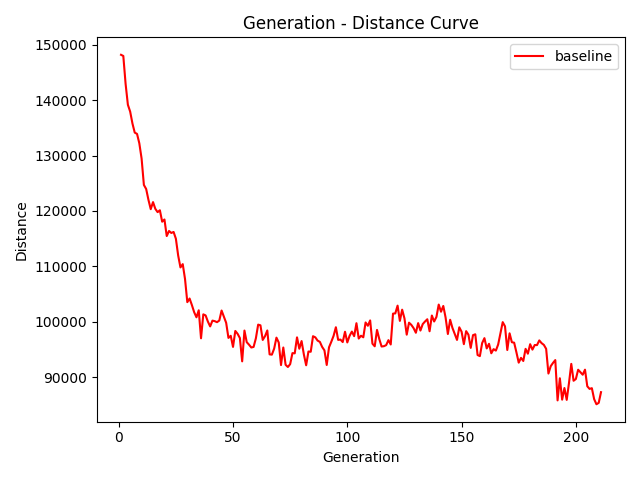 Generation - Distance Curve
baseline
150000
140000
130000
120000
110000
100000
90000
Distance
0 50 100 150 200
Generation